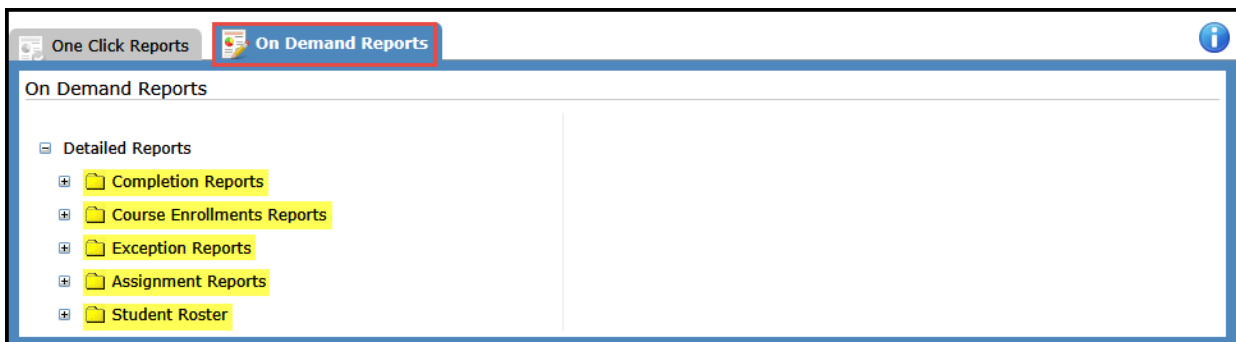 One Click Reports
On Demand Reports
On Demand Reports
Detailed Reports
Completion Reports
Course Enrollments Reports
Exception Reports
Assignment Reports
Student Roster